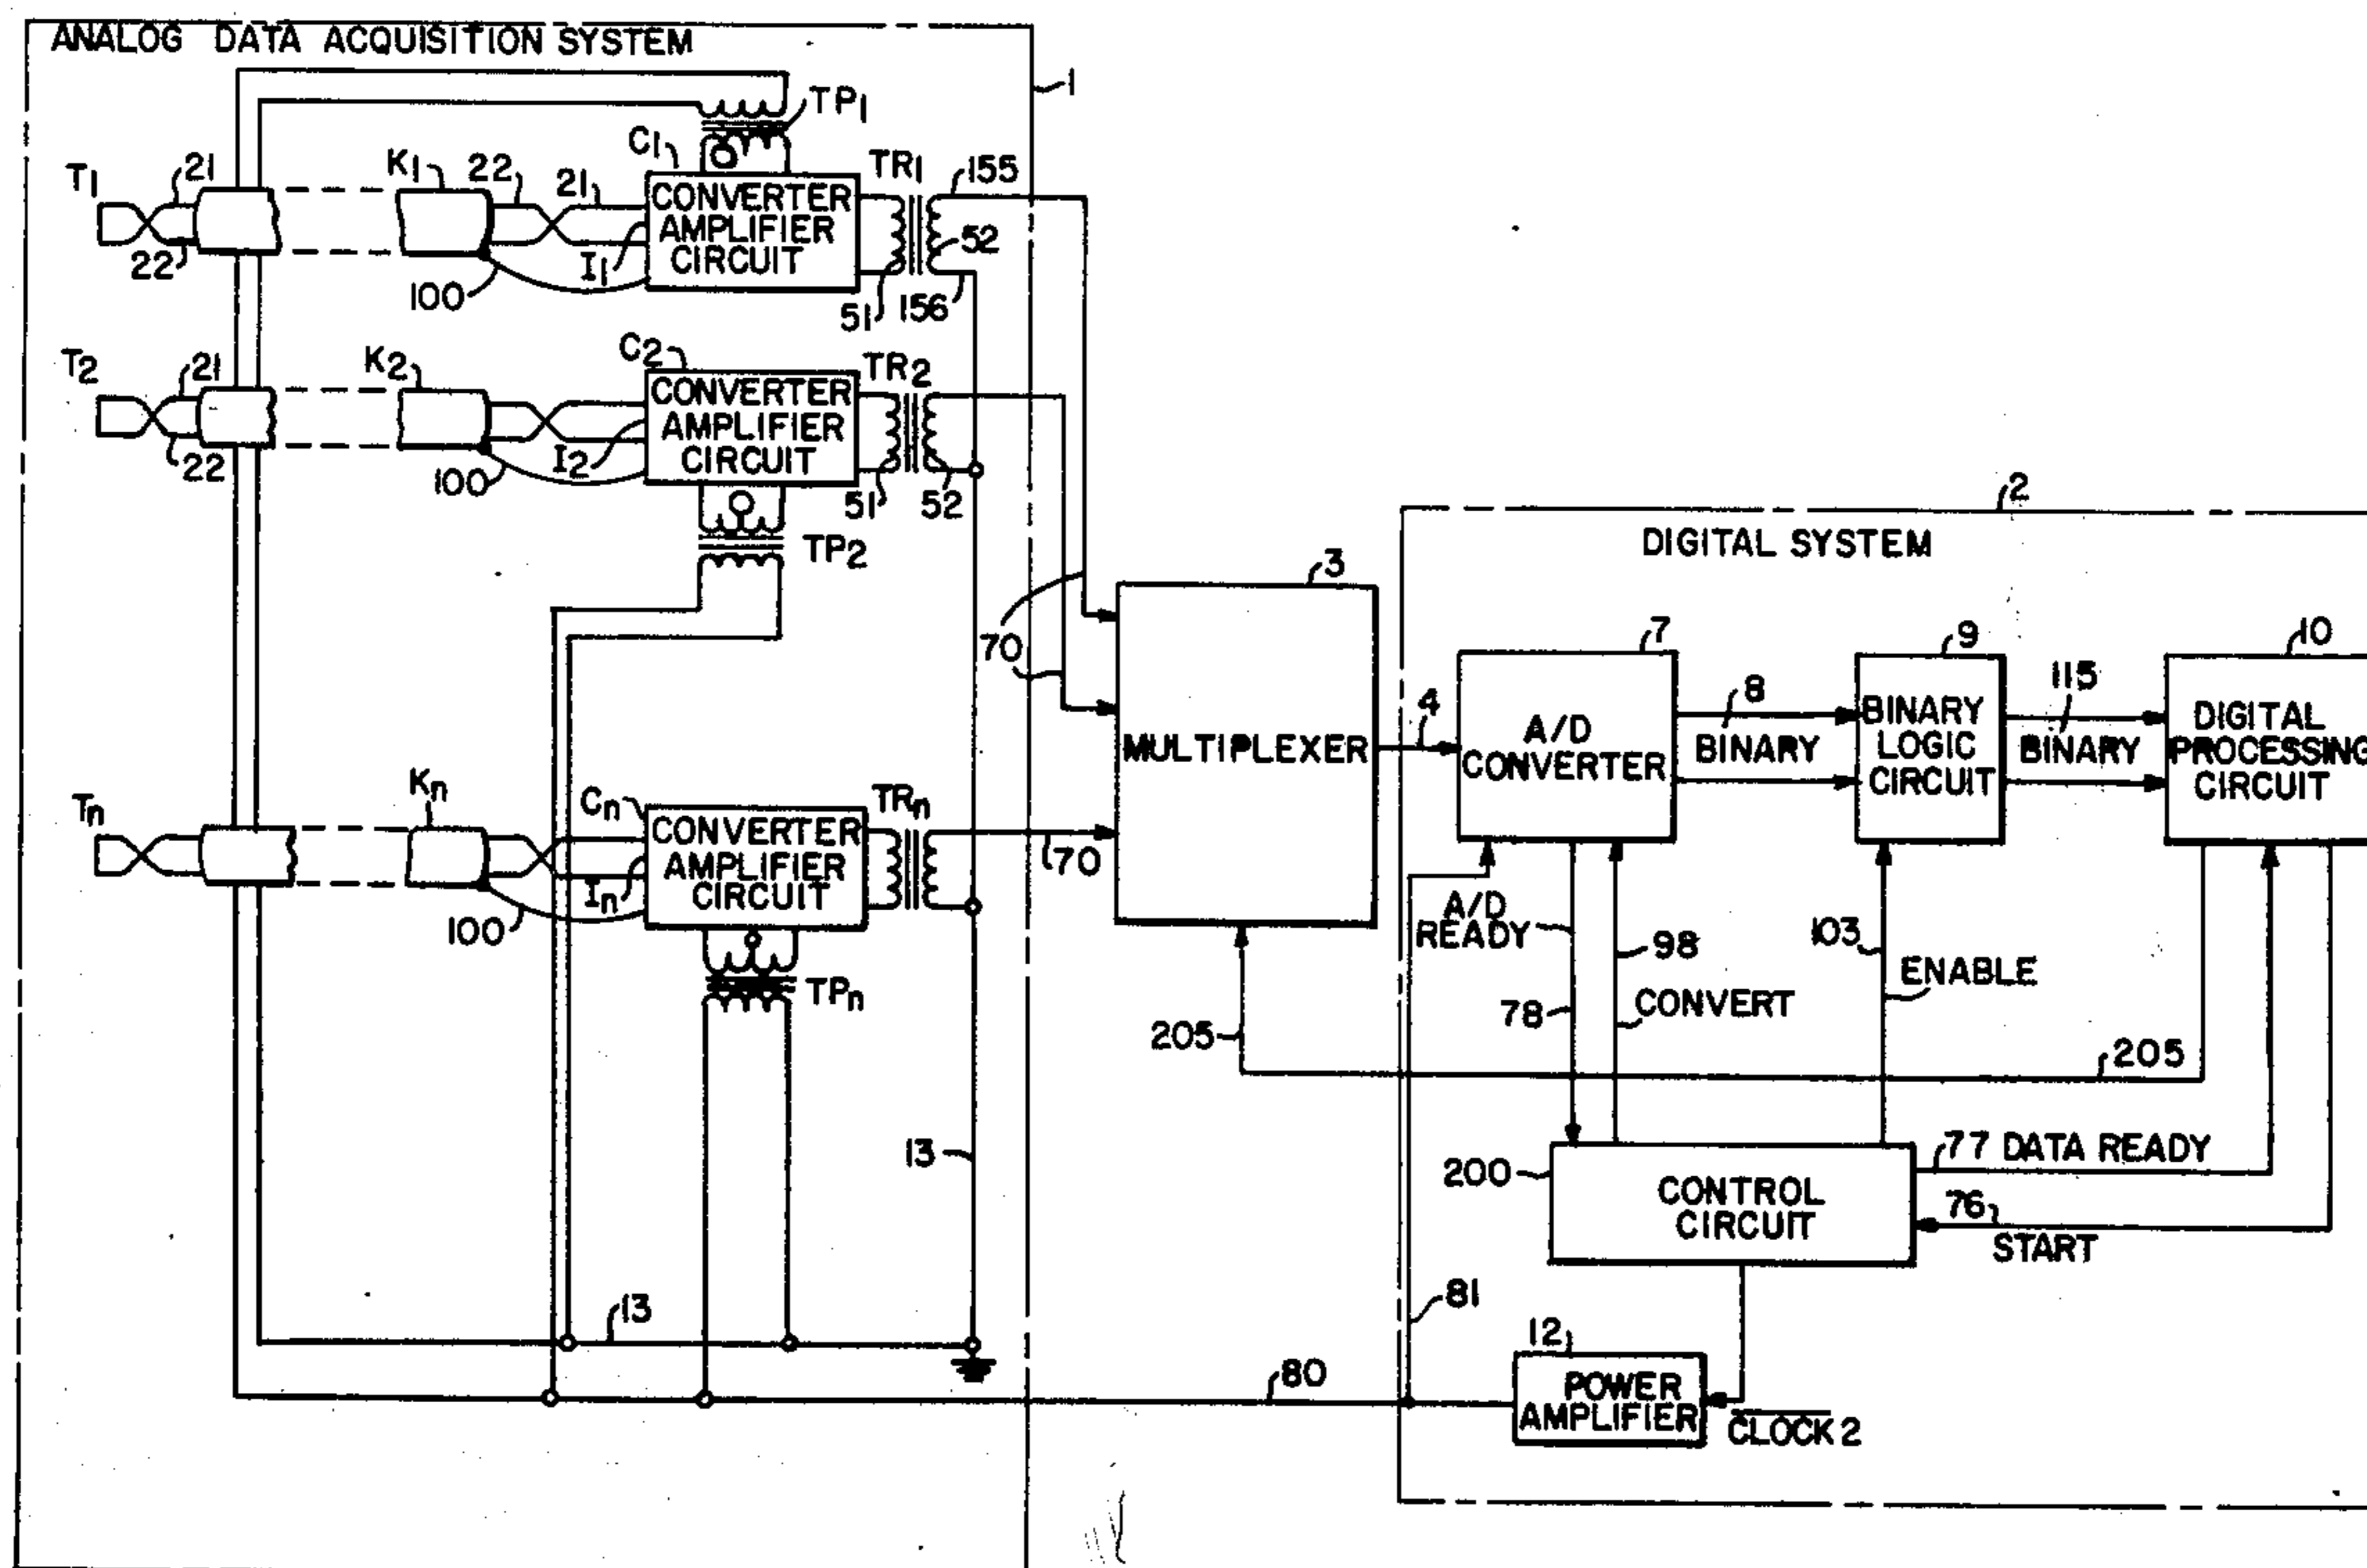 ANALOG DATA ACQUISITION SYSTEM
1
TP1
T1
21
22
K1
22
21
C1
CONVERTER
AMPLIFIER
CIRCUIT
TR1
155
52
51
156
I1
100
T2
21
22
K2
C2
CONVERTER
AMPLIFIER
CIRCUIT
TR2
51
52
I2
100
TP2
70
3
MULTIPLEXER
2
DIGITAL SYSTEM
4
7
A/D
CONVERTER
8
BINARY
9
BINARY
LOGIC
CIRCUIT
115
BINARY
10
DIGITAL
PROCESSING
CIRCUIT
Tn
Kn
Cn
CONVERTER
AMPLIFIER
CIRCUIT
TRn
70
In
100
TPn
A/D
READY
78
98
CONVERT
103
ENABLE
205
205
13
200
CONTROL
CIRCUIT
77 DATA READY
76
START
13
81
80
12
POWER
AMPLIFIER
C̅L̅O̅C̅K̅ ̅2